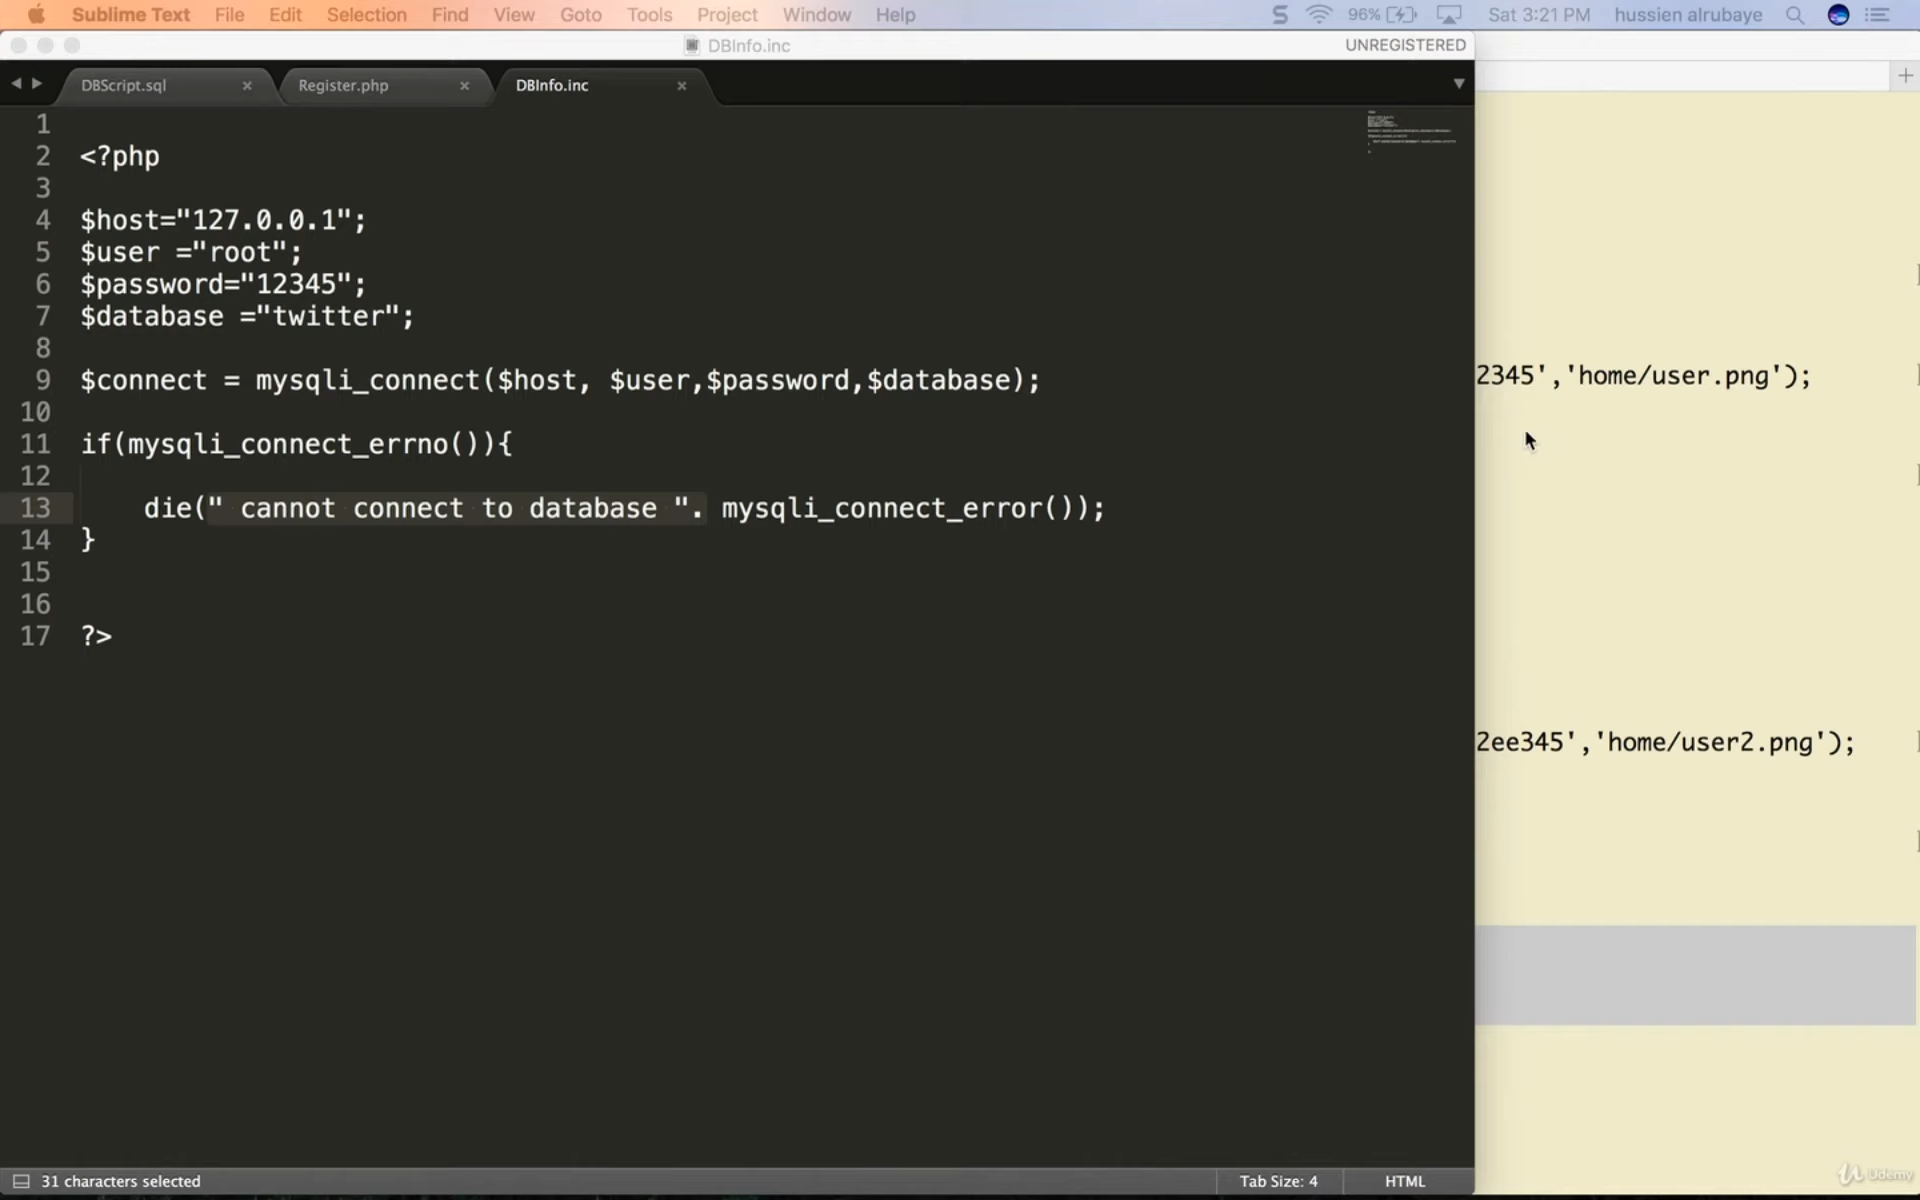 Sublime Text File Edit Selection Find View Goto Tools Project Window Help 96% Sat 3:21 PM hussien alrubaye
DBInfo.inc UNREGISTERED
DBScript.sql × Register.php × DBInfo.inc ×
1
2 <?php
3
4 $host="127.0.0.1";
5 $user ="root";
6 $password="12345";
7 $database ="twitter";
8
9 $connect = mysqli_connect($host, $user,$password,$database);
10
11 if(mysqli_connect_errno()){
12
13 die(" cannot connect to database ". mysqli_connect_error());
14 }
15
16
17 ?>
2345','home/user.png');
2ee345','home/user2.png');
31 characters selected Tab Size: 4 HTML
Udemy